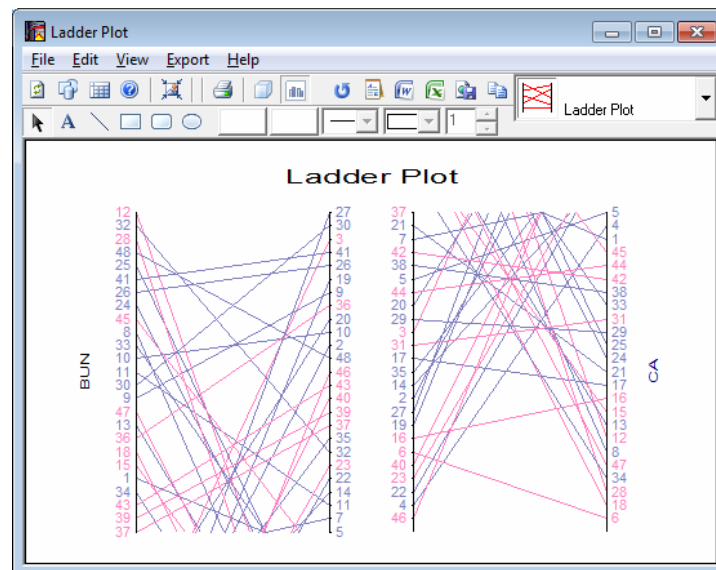 Ladder Plot
File Edit View Export Help
Ladder Plot
A 1
Ladder Plot
12 27 37 5
32 30 21 4
28 3 7 1
48 41 42 45
25 26 38 44
41 19 5 42
26 9 44 38
24 36 20 33
45 20 29 31
8 10 3 29
33 2 31 25
10 48 17 24
11 46 35 21
30 43 14 17
9 40 2 16
47 39 27 15
13 37 19 13
36 35 16 12
18 32 6 8
15 23 40 47
1 22 23 34
34 14 22 28
43 11 4 18
39 7 46 6
37 5
BUN
CA